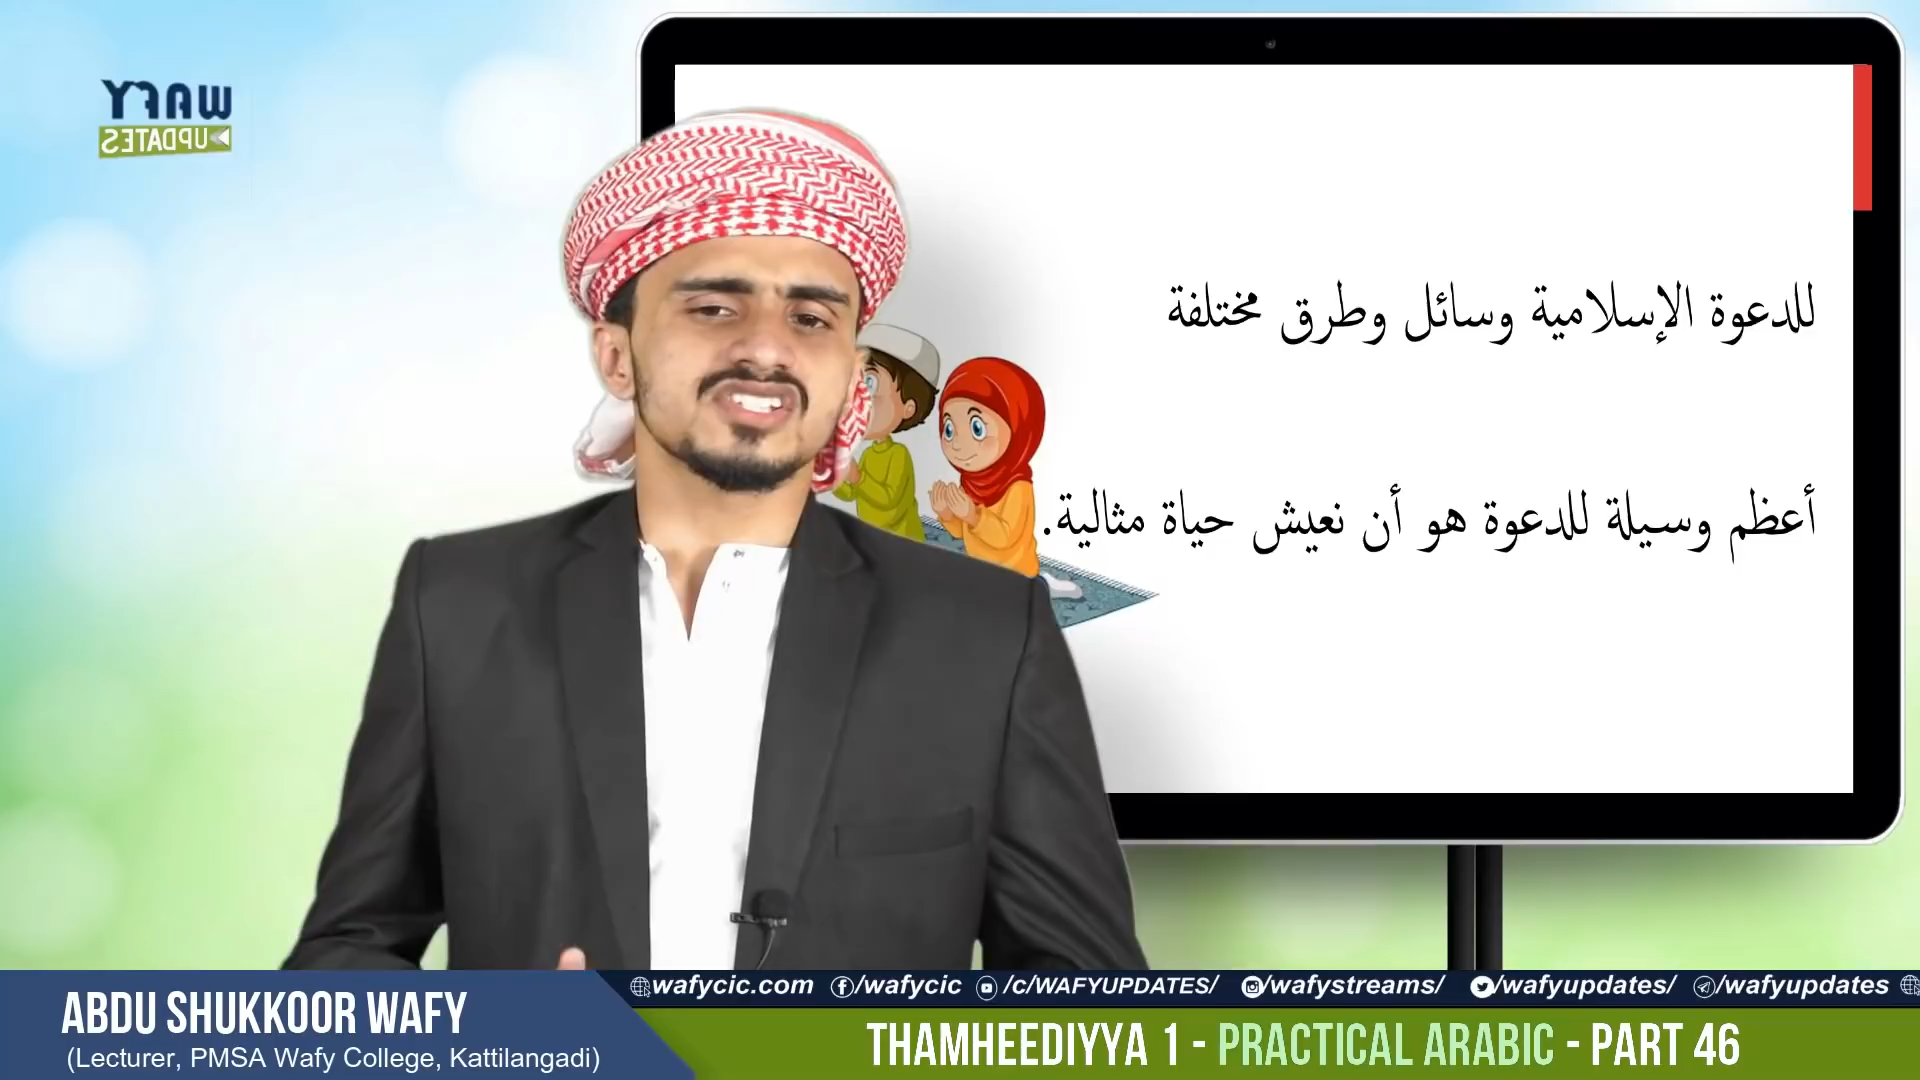 WAFY
UPDATES
للدعوة الإسلامية وسائل وطرق مختلفة
أعظم وسيلة للدعوة هو أن نعيش حياة مثالية.
wafycic.com /wafycic /c/WAFYUPDATES/ /wafystreams/ /wafyupdates/ /wafyupdates
ABDU SHUKKOOR WAFY
(Lecturer, PMSA Wafy College, Kattilangadi)
THAMHEEDIYYA 1 - PRACTICAL ARABIC - PART 46